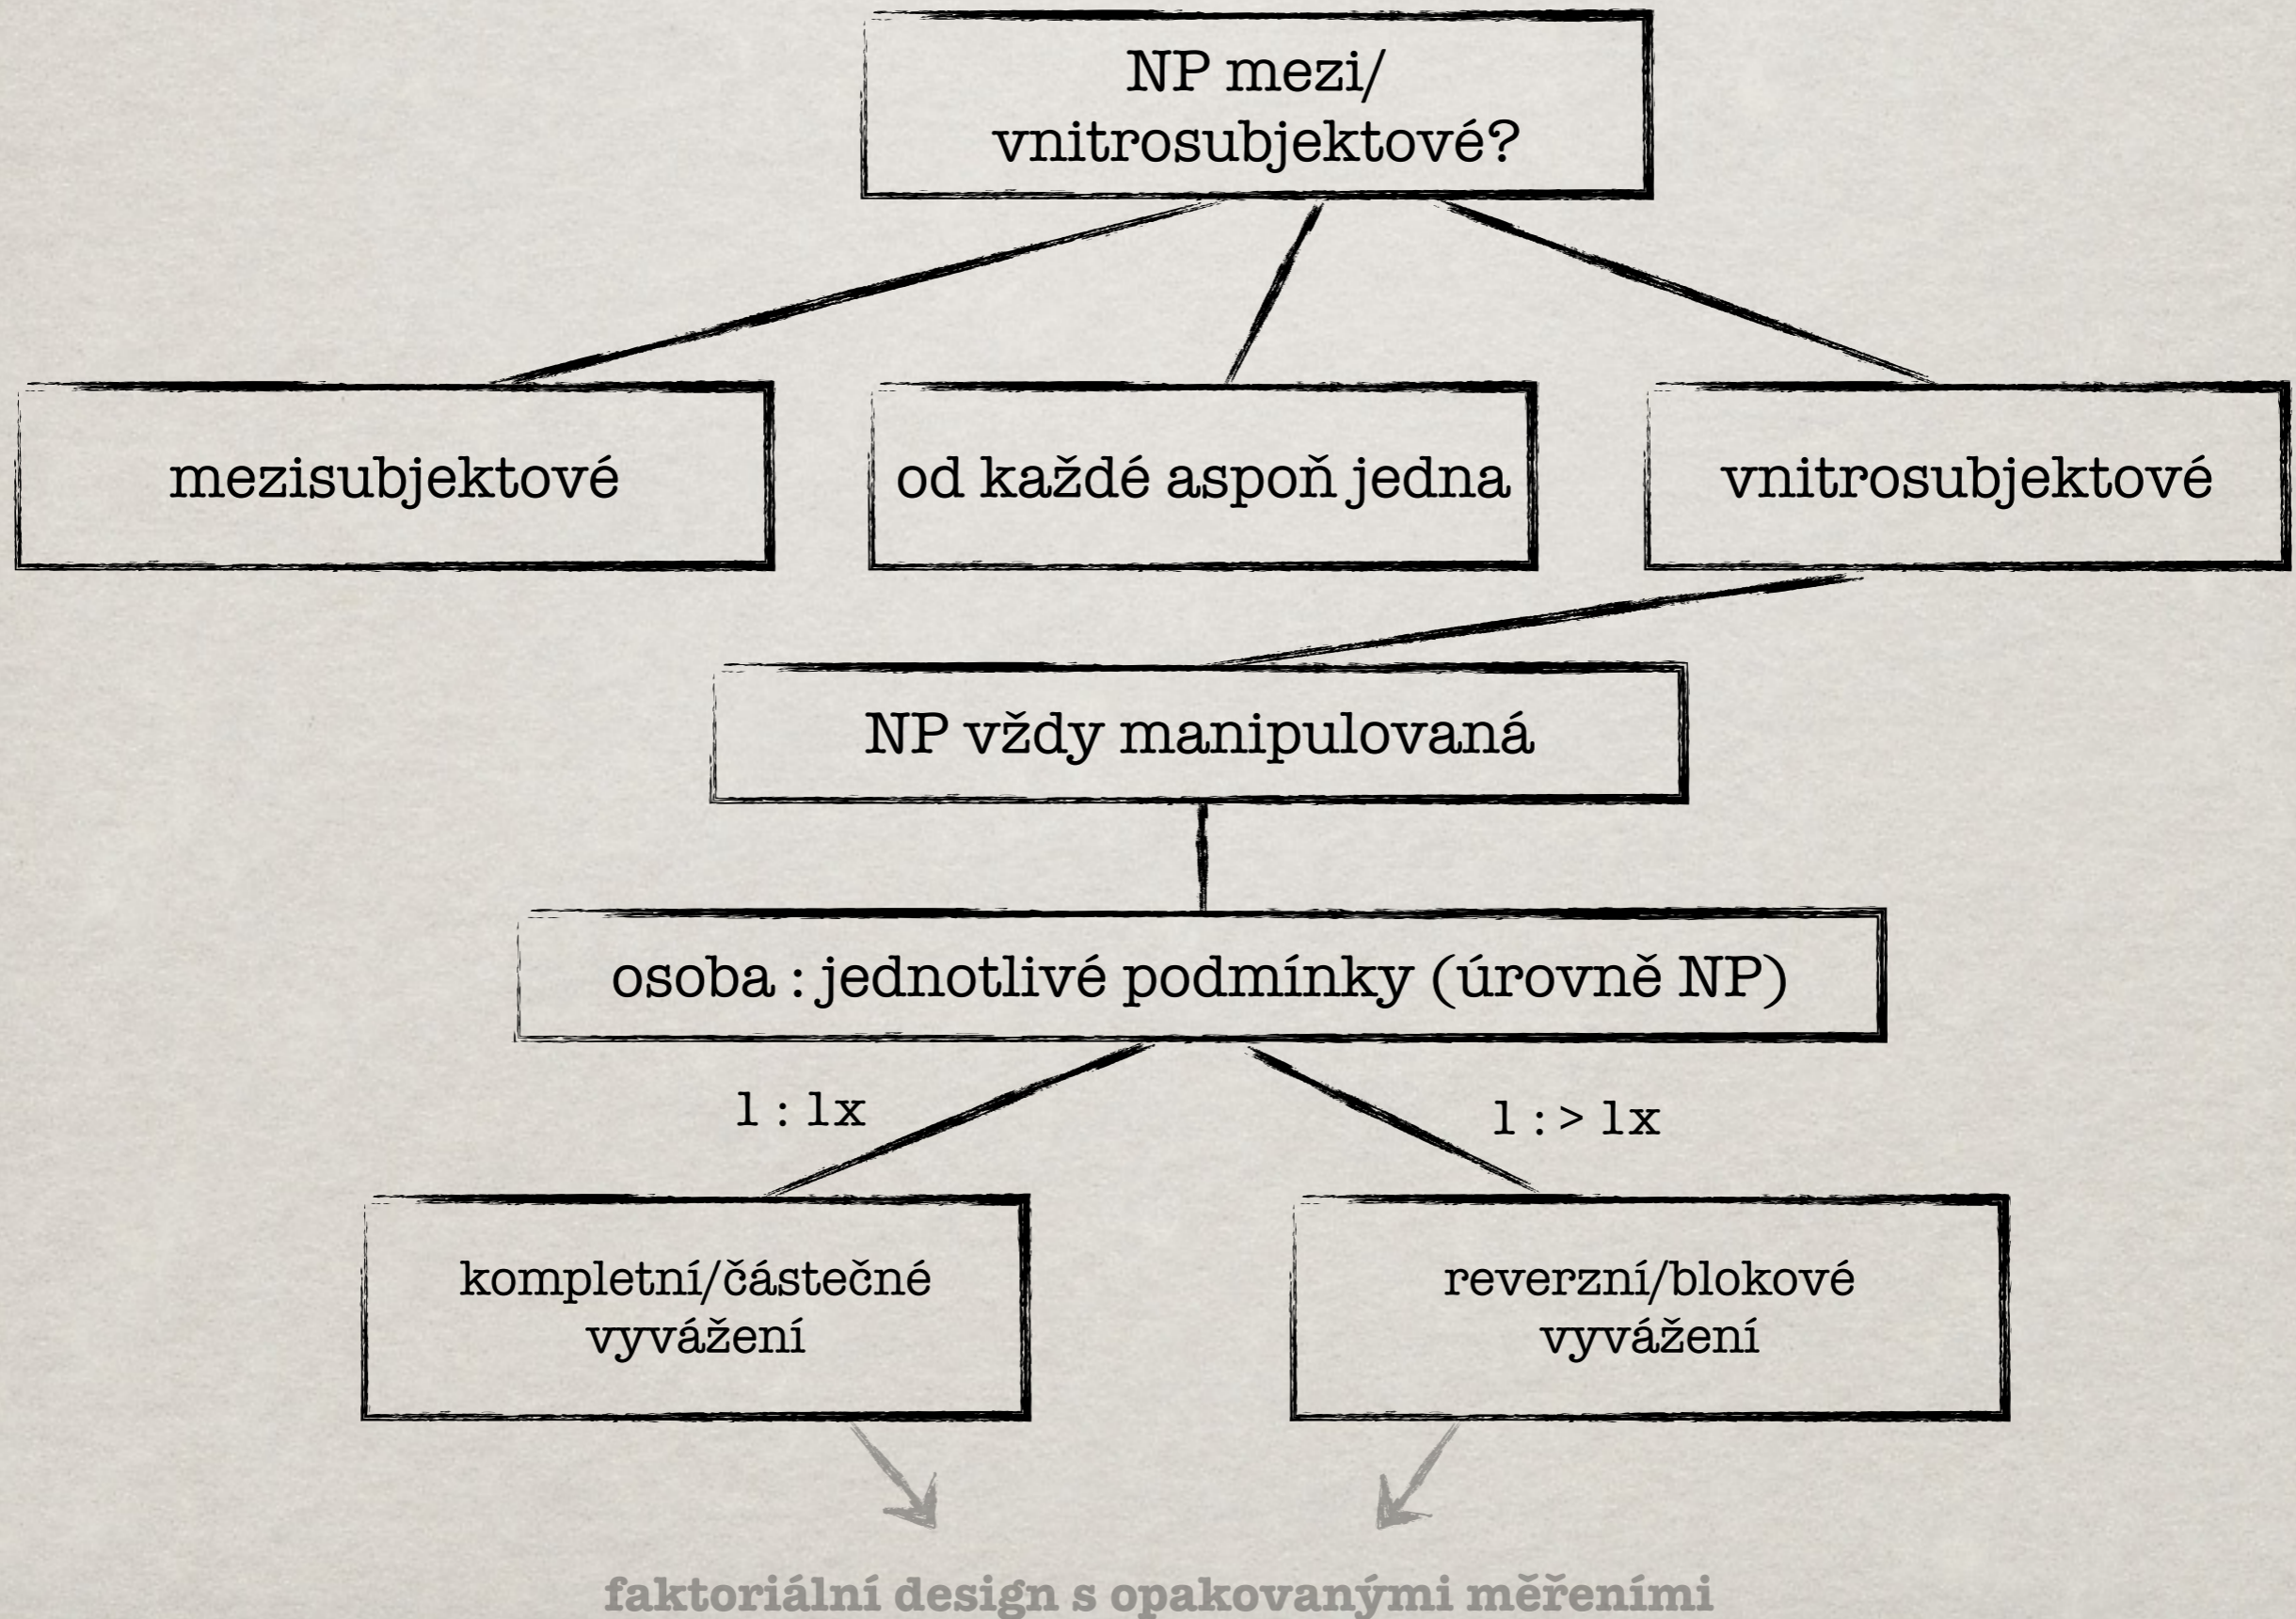 NP mezi/
vnitrosubjektové?
mezisubjektové
od každé aspoň jedna
vnitrosubjektové
NP vždy manipulovaná
osoba : jednotlivé podmínky (úrovně NP)
1 : 1x
1 : > 1x
kompletní/částečné
vyvážení
reverzní/blokové
vyvážení
faktoriální design s opakovanými měřeními